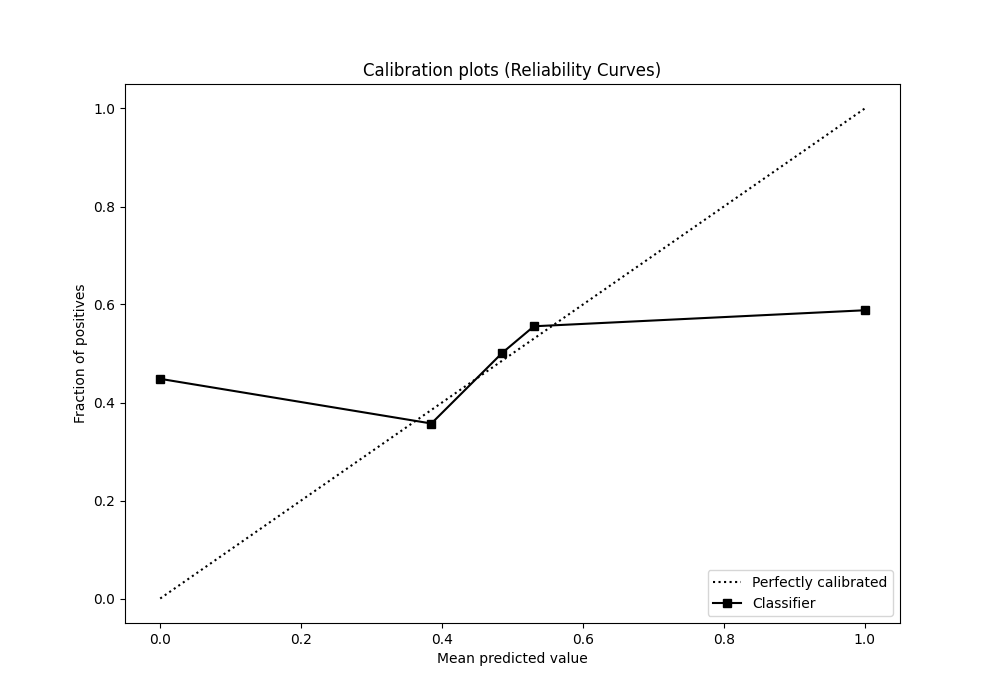 Calibration plots (Reliability Curves)
1.0
0.8
0.6
0.4
0.2
0.0
Fraction of positives
Perfectly calibrated
Classifier
0.0 0.2 0.4 0.6 0.8 1.0
Mean predicted value